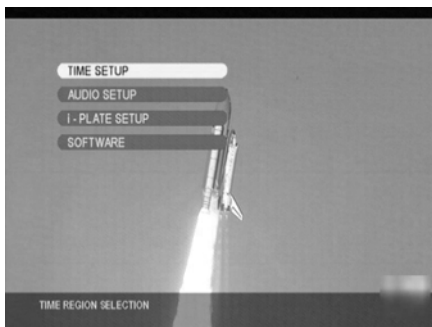 TIME SETUP
AUDIO SETUP
i - PLATE SETUP
SOFTWARE
TIME REGION SELECTION